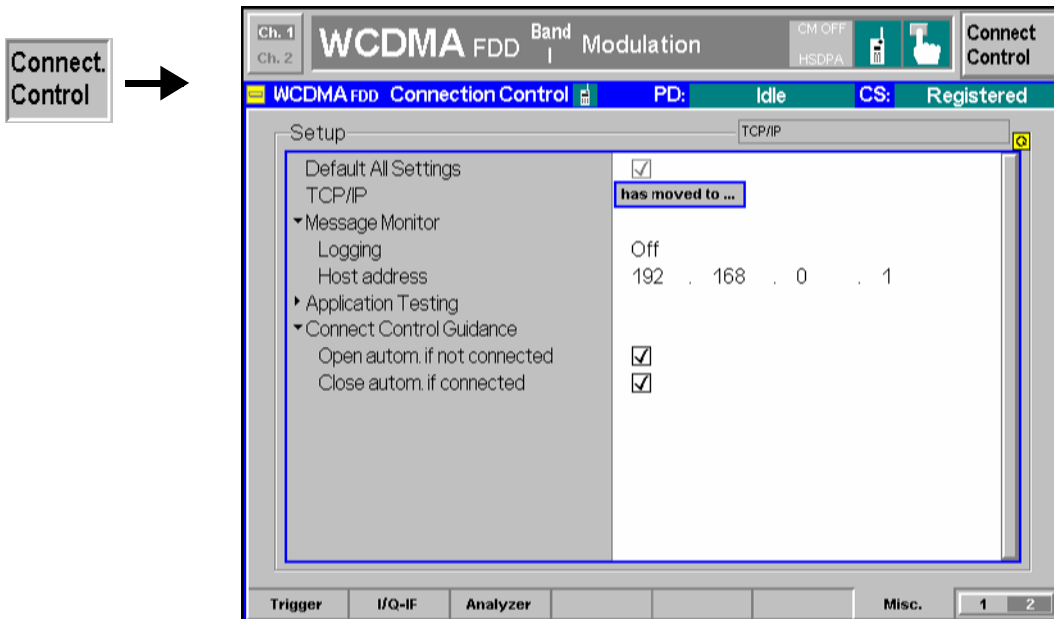 Connect.
Control
Ch. 1
Ch. 2
WCDMA FDD Band I Modulation
CM OFF
HSDPA
Connect
Control
WCDMA FDD Connection Control PD: Idle CS: Registered
Setup
TCP/IP
Default All Settings
TCP/IP has moved to ...
Message Monitor
Logging Off
Host address 192 . 168 . 0 . 1
Application Testing
Connect Control Guidance
Open autom. if not connected
Close autom. if connected
Trigger I/Q-IF Analyzer Misc. 1 2